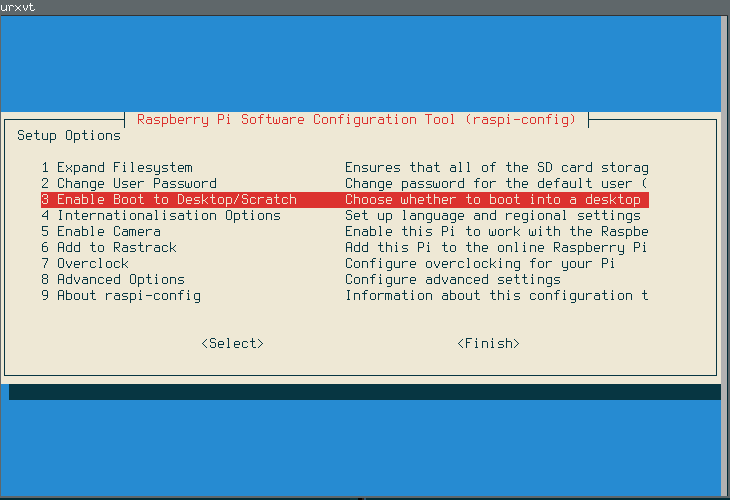 urxvt
Raspberry Pi Software Configuration Tool (raspi-config)
Setup Options
1 Expand Filesystem Ensures that all of the SD card storag
2 Change User Password Change password for the default user (
3 Enable Boot to Desktop/Scratch Choose whether to boot into a desktop
4 Internationalisation Options Set up language and regional settings
5 Enable Camera Enable this Pi to work with the Raspbe
6 Add to Rastrack Add this Pi to the online Raspberry Pi
7 Overclock Configure overclocking for your Pi
8 Advanced Options Configure advanced settings
9 About raspi-config Information about this configuration t
<Select> <Finish>